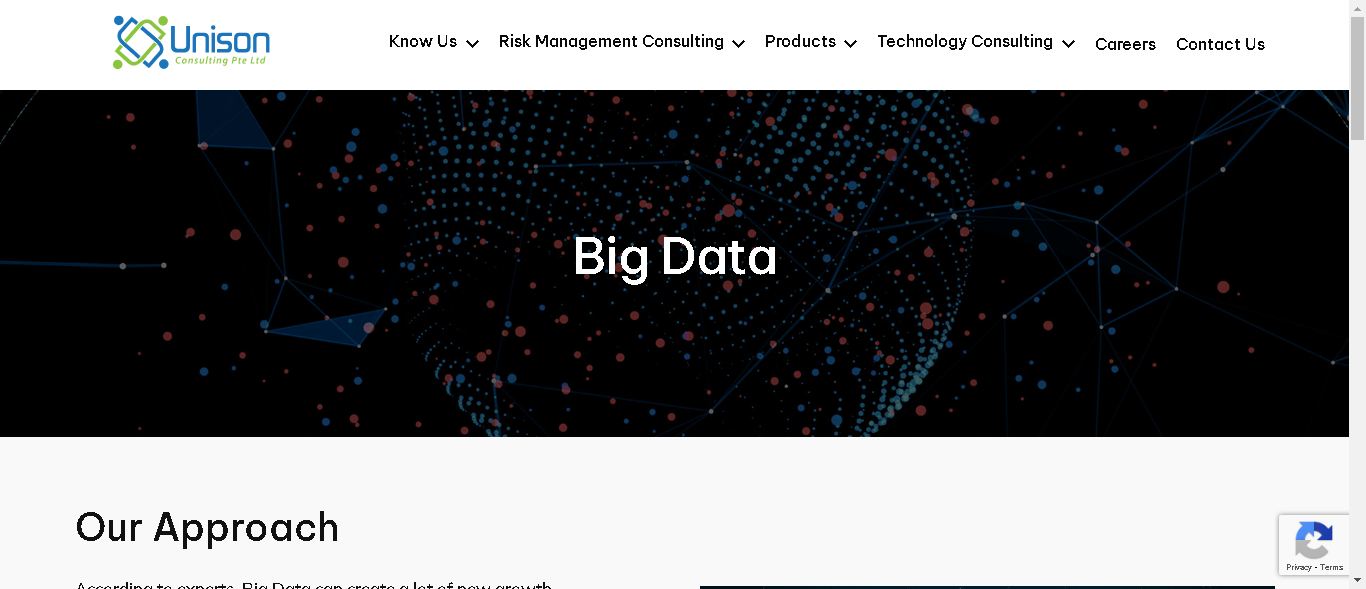 Unison
Consulting Pte Ltd
Know Us
Risk Management Consulting
Products
Technology Consulting
Careers
Contact Us
Big Data
Our Approach
According to experts, Big Data can create a lot of new growth
Privacy - Terms